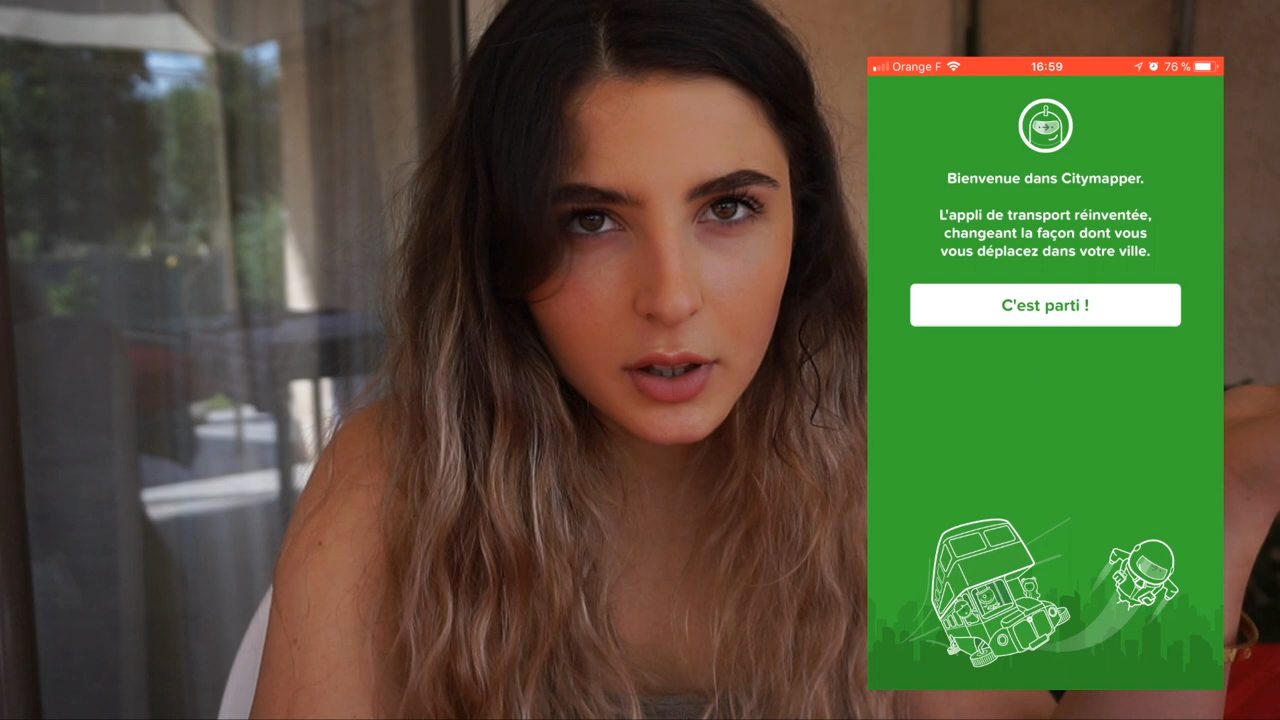 Orange F 16:59 76 %
Bienvenue dans Citymapper.
L'appli de transport réinventée,
changeant la façon dont vous
vous déplacez dans votre ville.
C'est parti !